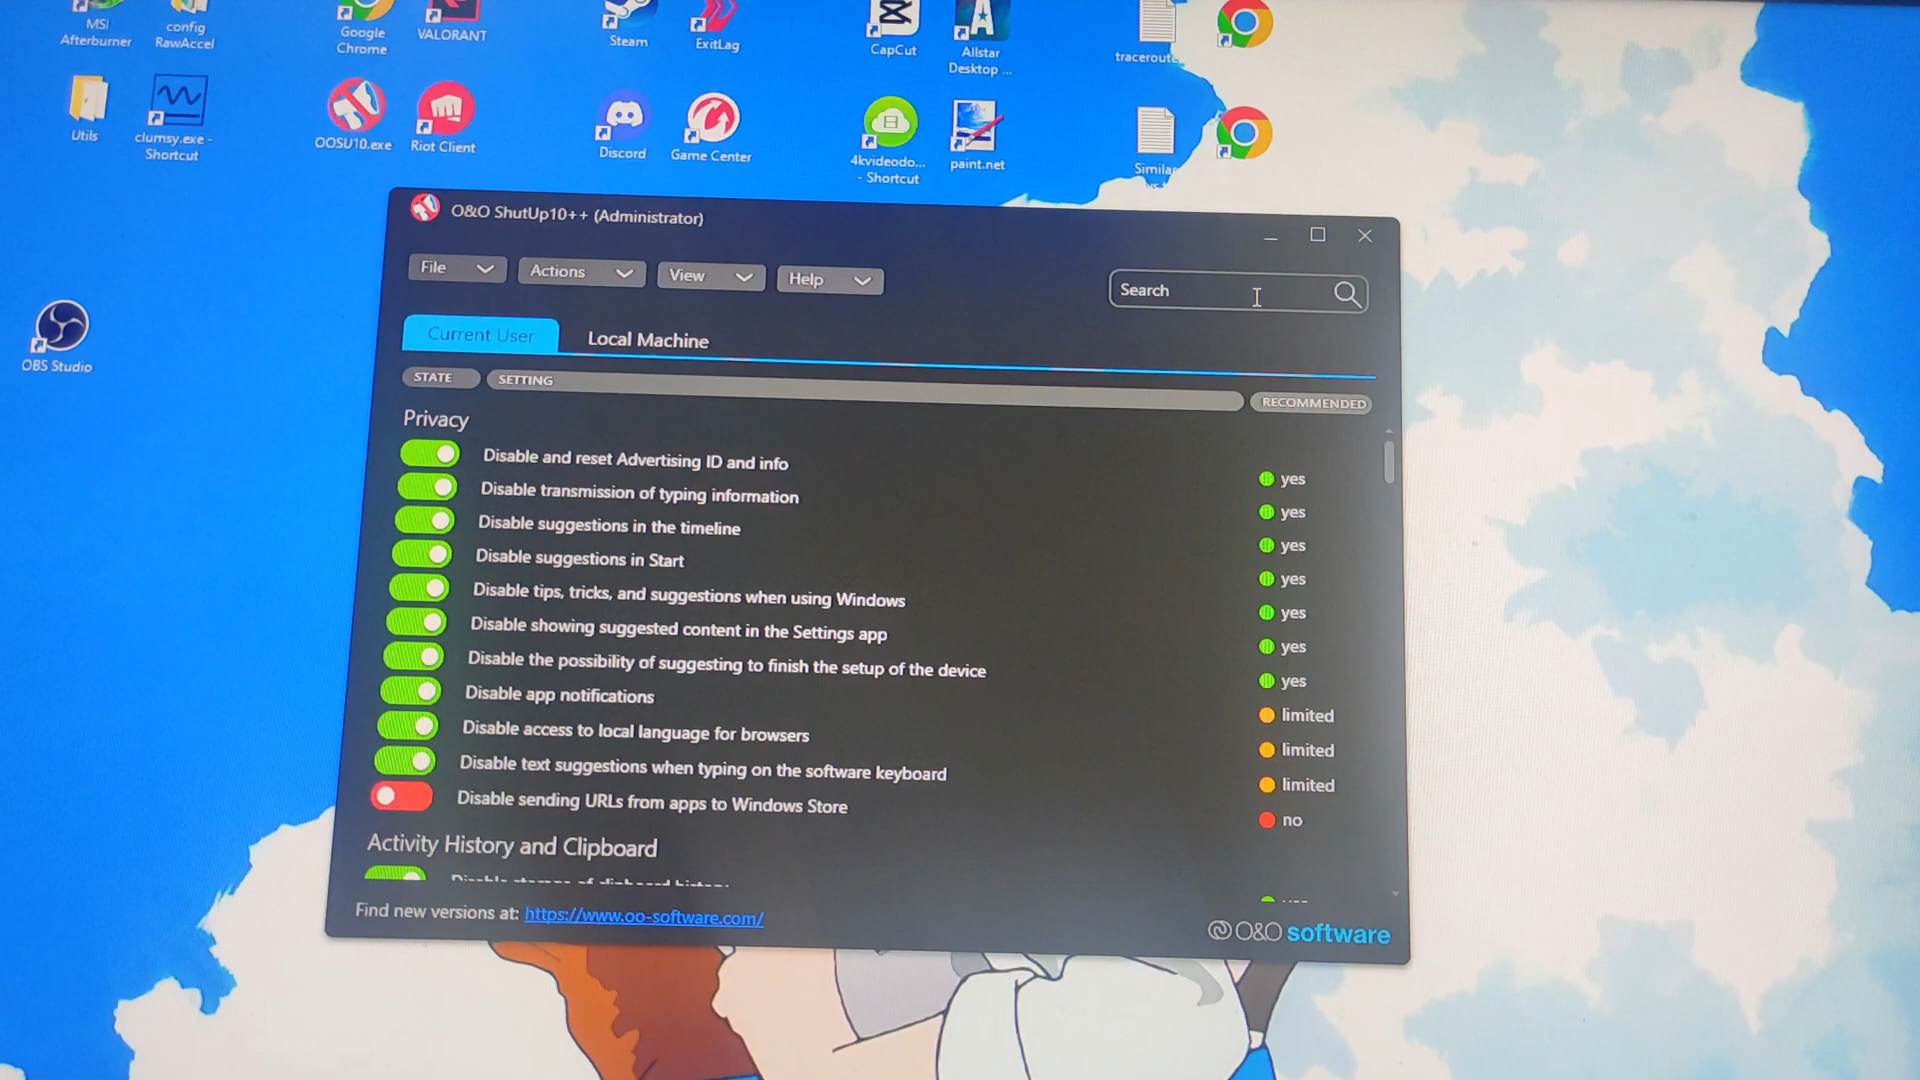 MSI
Afterburner
config
RawAccel
Google
Chrome
VALORANT
Steam
ExitLag
CapCut
Allstar
Desktop ...
traceroute
Utils
clumsy.exe -
Shortcut
OOSU10.exe
Riot Client
Discord
Game Center
4kvideodo...
- Shortcut
paint.net
OBS Studio
O&O ShutUp10++ (Administrator)
File
Actions
View
Help
Search
Current User
Local Machine
STATE
SETTING
RECOMMENDED
Privacy
Disable and reset Advertising ID and info
yes
Disable transmission of typing information
yes
Disable suggestions in the timeline
yes
Disable suggestions in Start
yes
Disable tips, tricks, and suggestions when using Windows
yes
Disable showing suggested content in the Settings app
yes
Disable the possibility of suggesting to finish the setup of the device
yes
Disable app notifications
limited
Disable access to local language for browsers
limited
Disable text suggestions when typing on the software keyboard
limited
Disable sending URLs from apps to Windows Store
no
Activity History and Clipboard
Find new versions at: https://www.oo-software.com/
O&O software